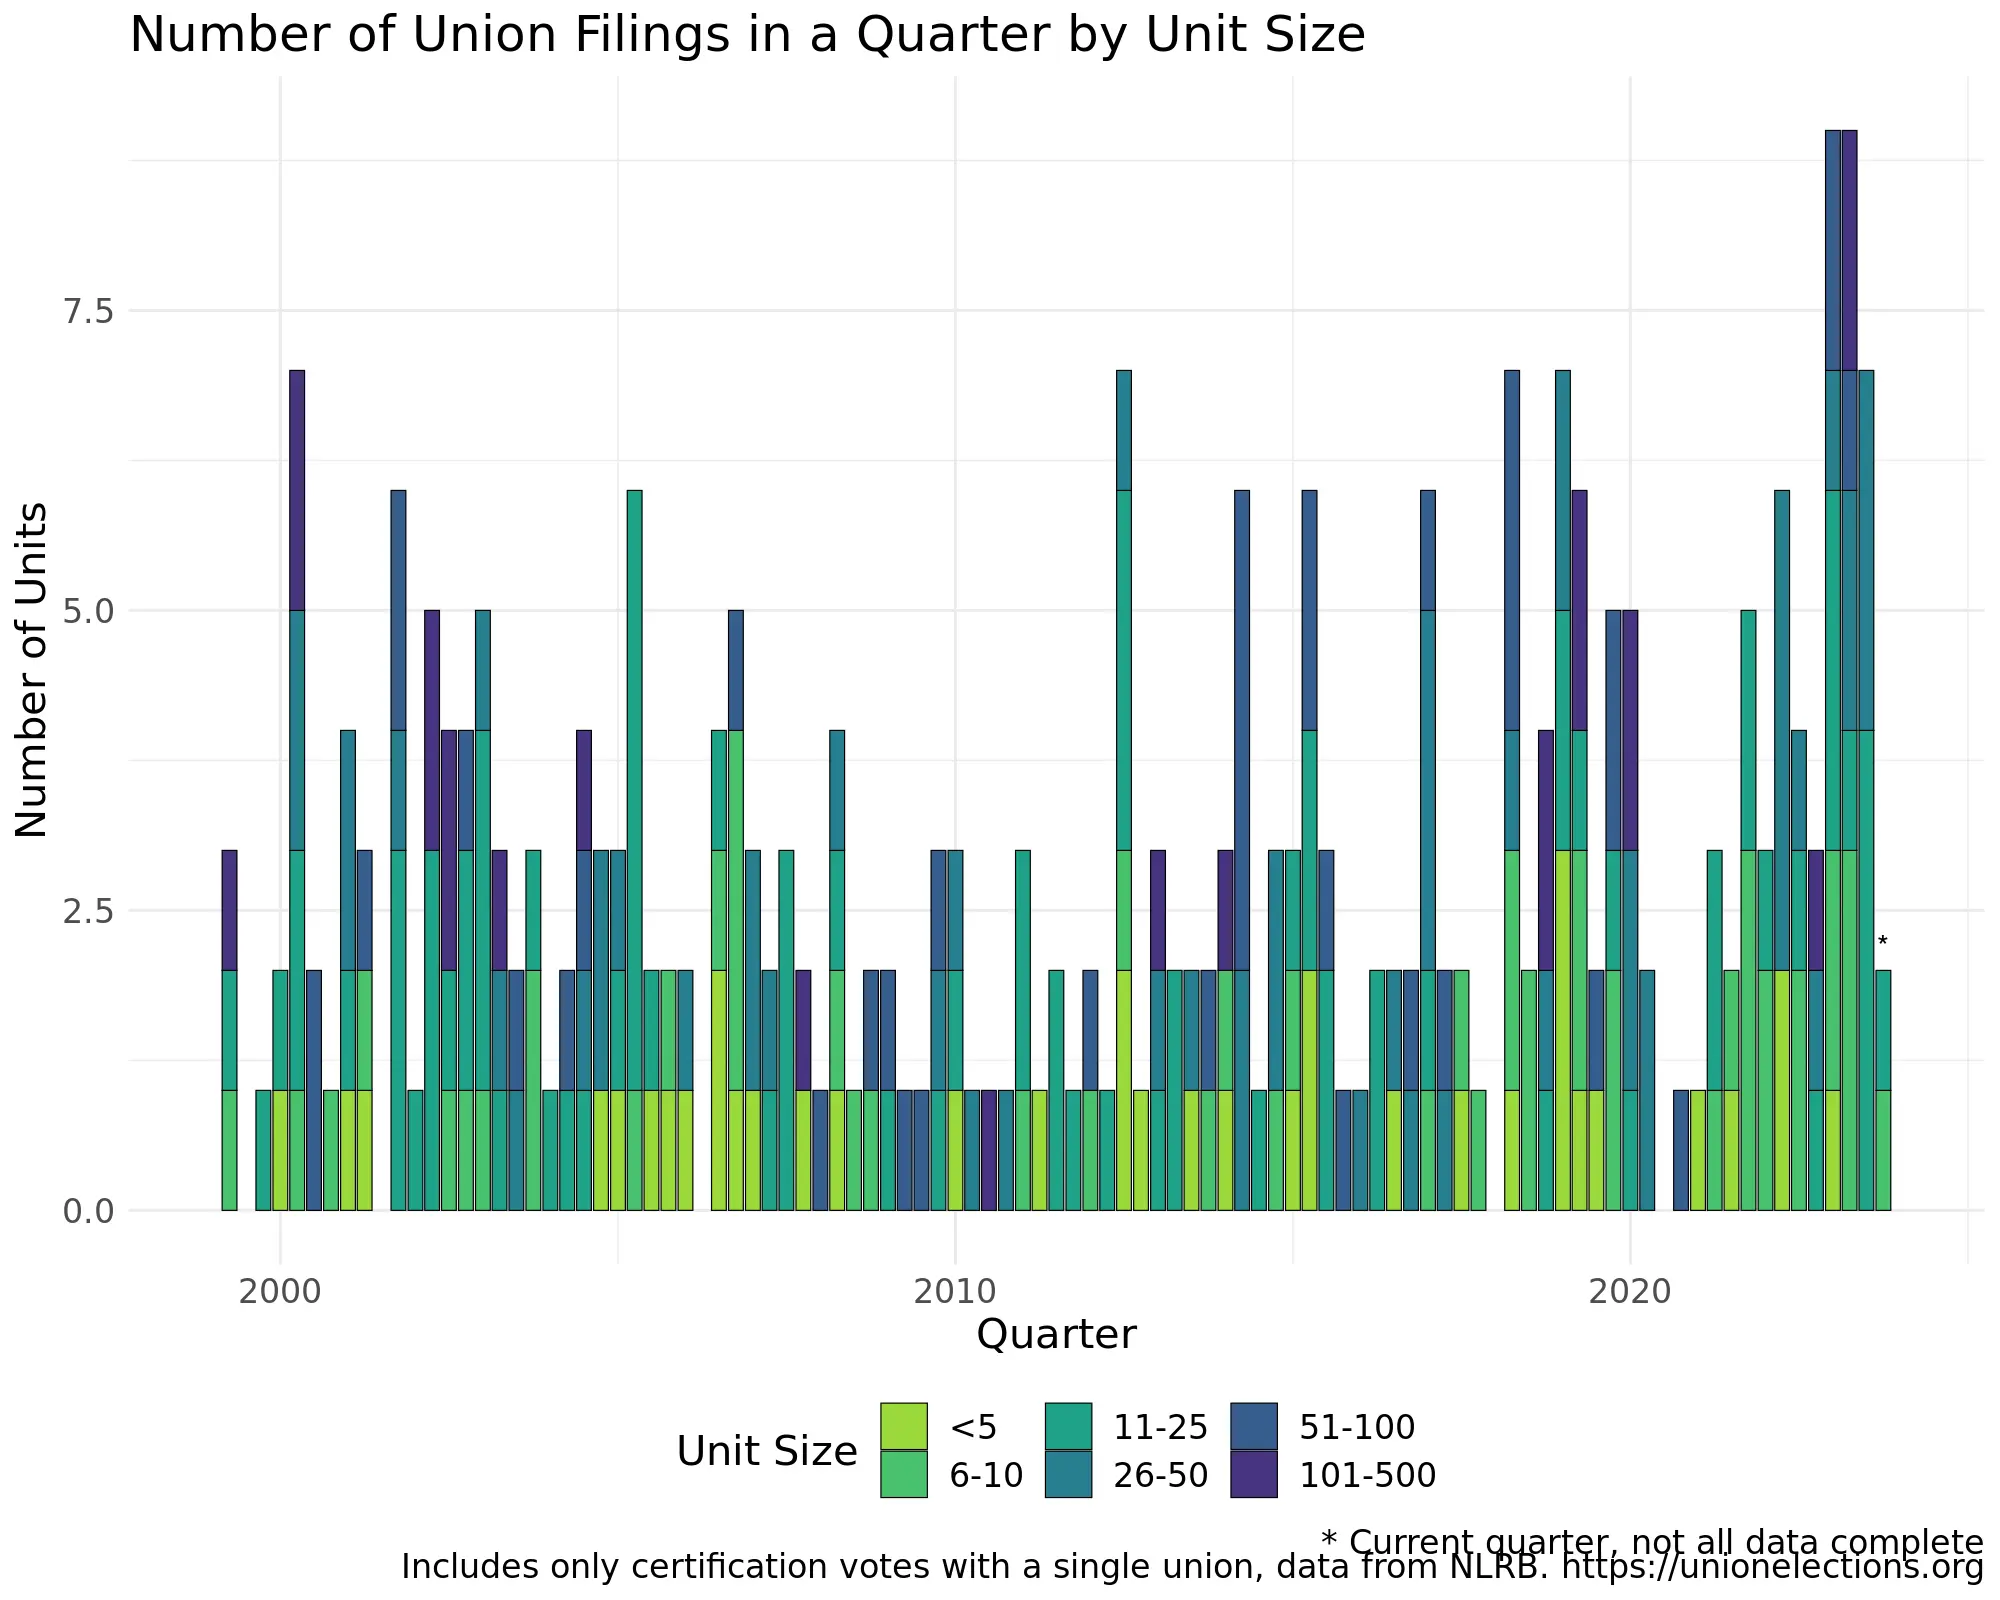 Number of Union Filings in a Quarter by Unit Size
Number of Units
7.5
5.0
2.5
0.0
*
2000 2010 2020
Quarter
Unit Size
<5 11-25 51-100
6-10 26-50 101-500
* Current quarter, not all data complete
Includes only certification votes with a single union, data from NLRB. https://unionelections.org